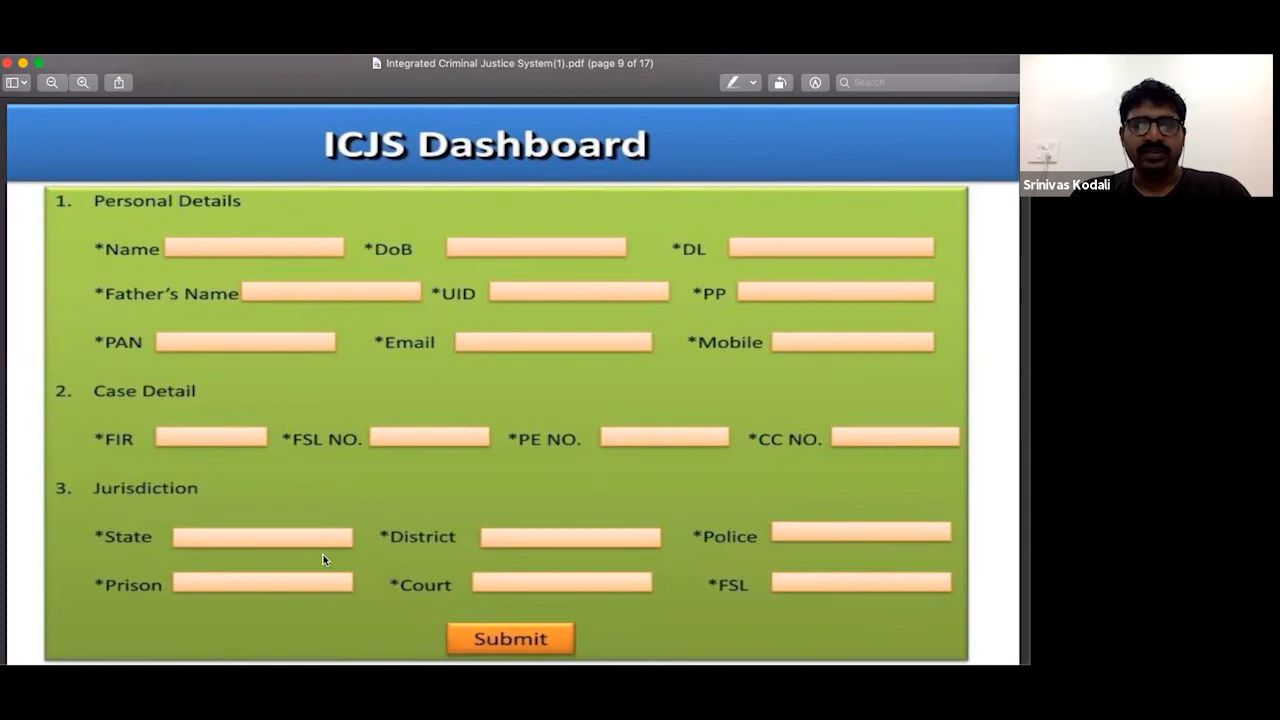 Integrated Criminal Justice System(1).pdf (page 9 of 17)
Search
ICJS Dashboard
Srinivas Kodali
1. Personal Details
*Name *DoB *DL
*Father's Name *UID *PP
*PAN *Email *Mobile
2. Case Detail
*FIR *FSL NO. *PE NO. *CC NO.
3. Jurisdiction
*State *District *Police
*Prison *Court *FSL
Submit